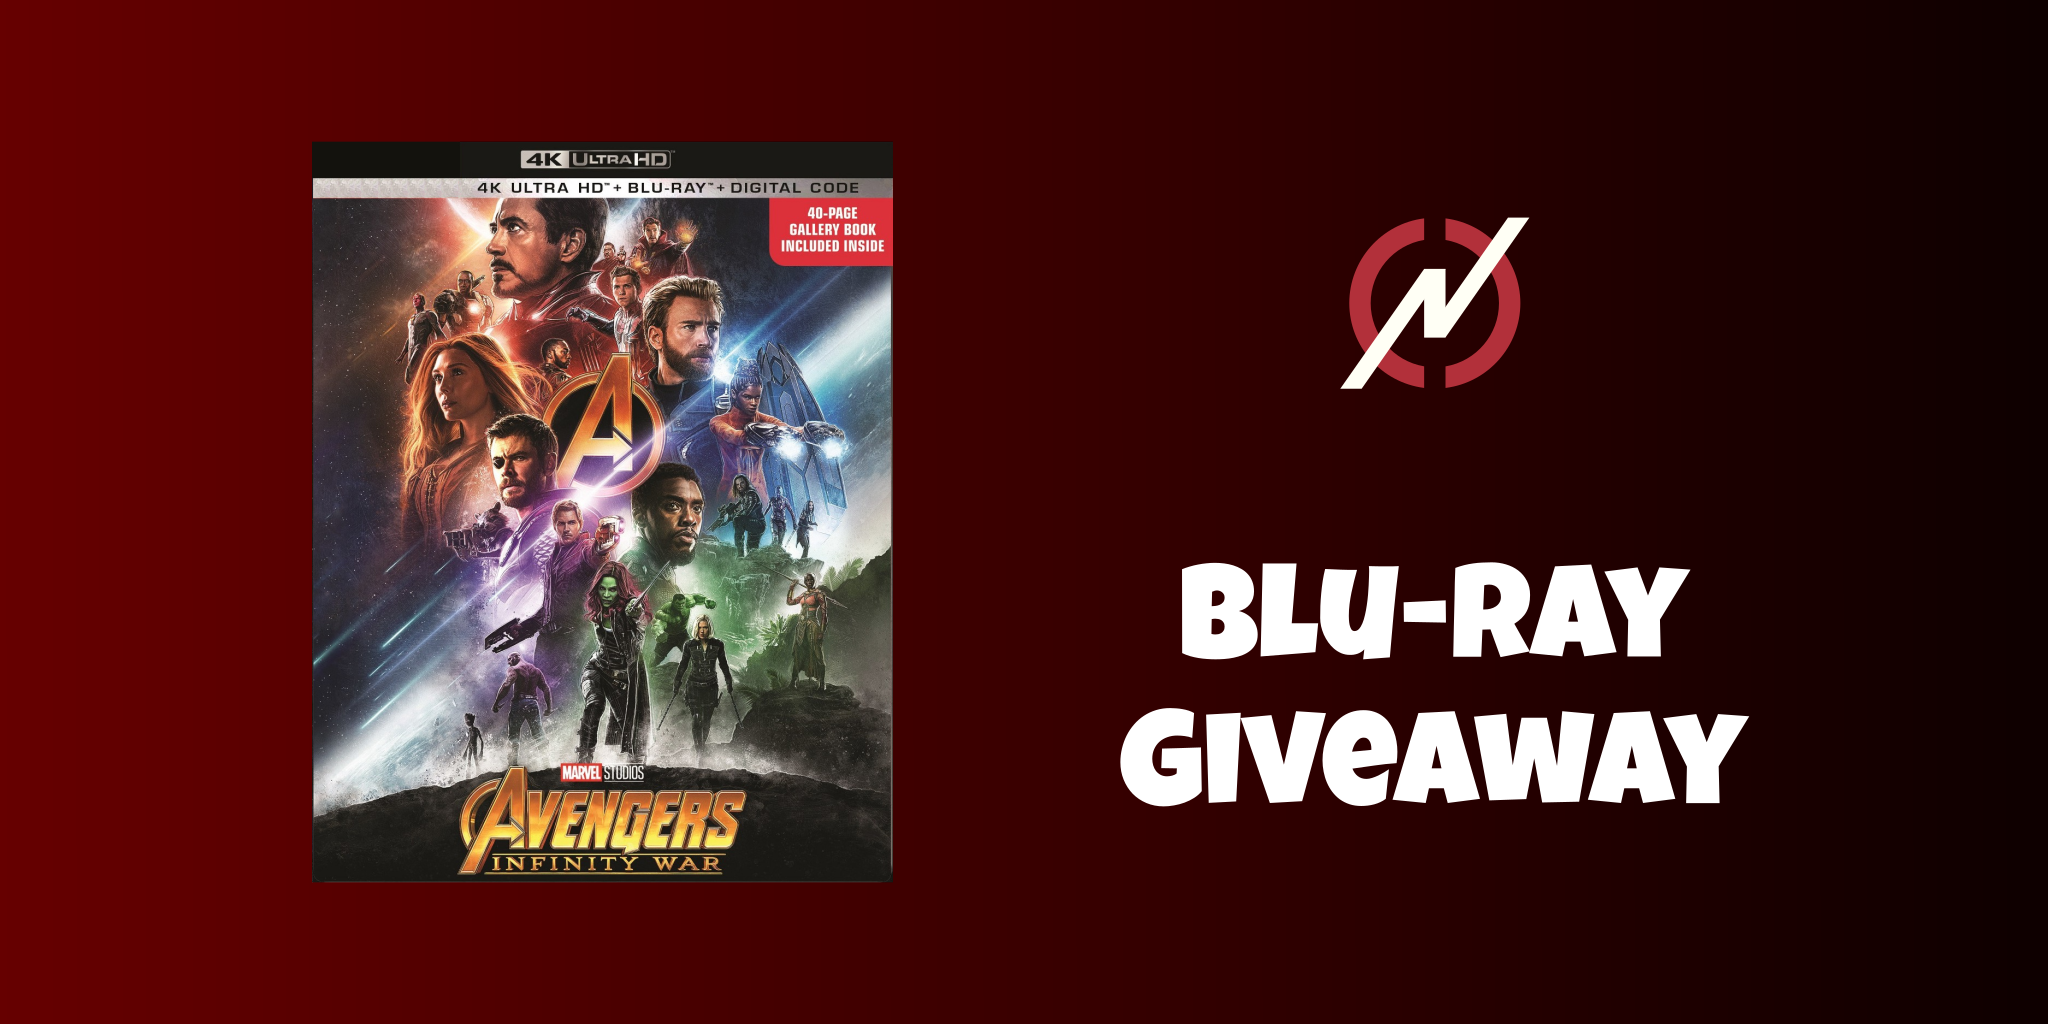 4K ULTRA HD™
4K ULTRA HD™ + BLU-RAY™ + DIGITAL CODE
40-PAGE
GALLERY BOOK
INCLUDED INSIDE
A
MARVEL STUDIOS
AVENGERS
INFINITY WAR
N
BLU-RAY
GIVEAWAY